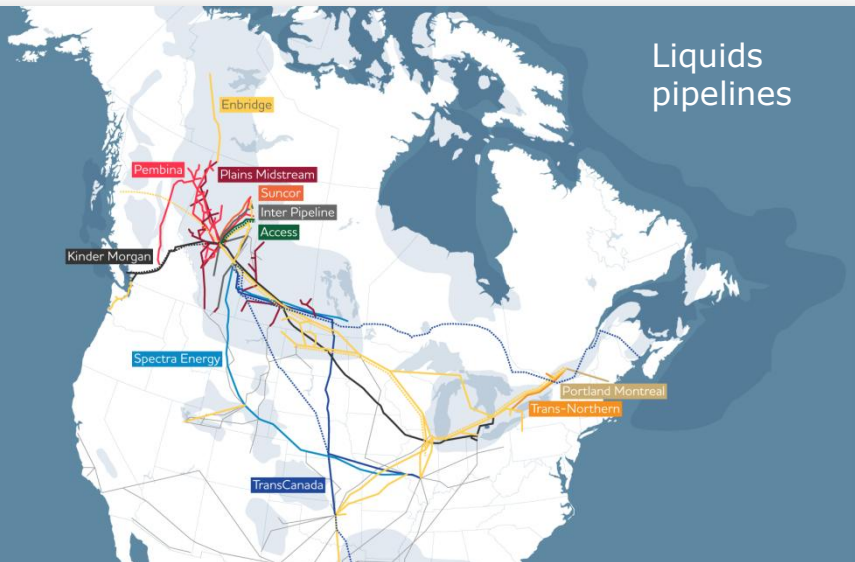 Liquids
pipelines
Enbridge
Pembina
Plains Midstream
Suncor
Inter Pipeline
Access
Kinder Morgan
Spectra Energy
Portland Montreal
Trans-Northern
TransCanada